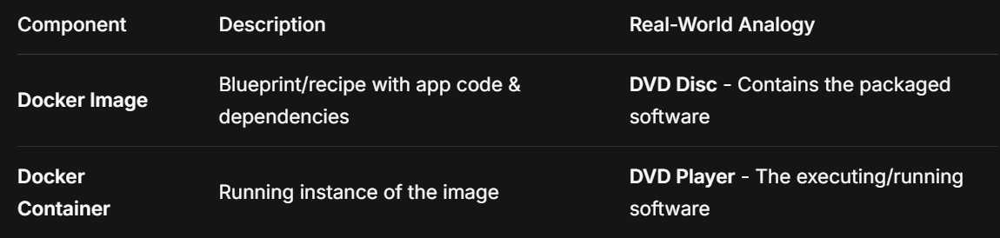 Component Description Real-World Analogy
Docker Image Blueprint/recipe with app code & dependencies DVD Disc - Contains the packaged software
Docker Container Running instance of the image DVD Player - The executing/running software